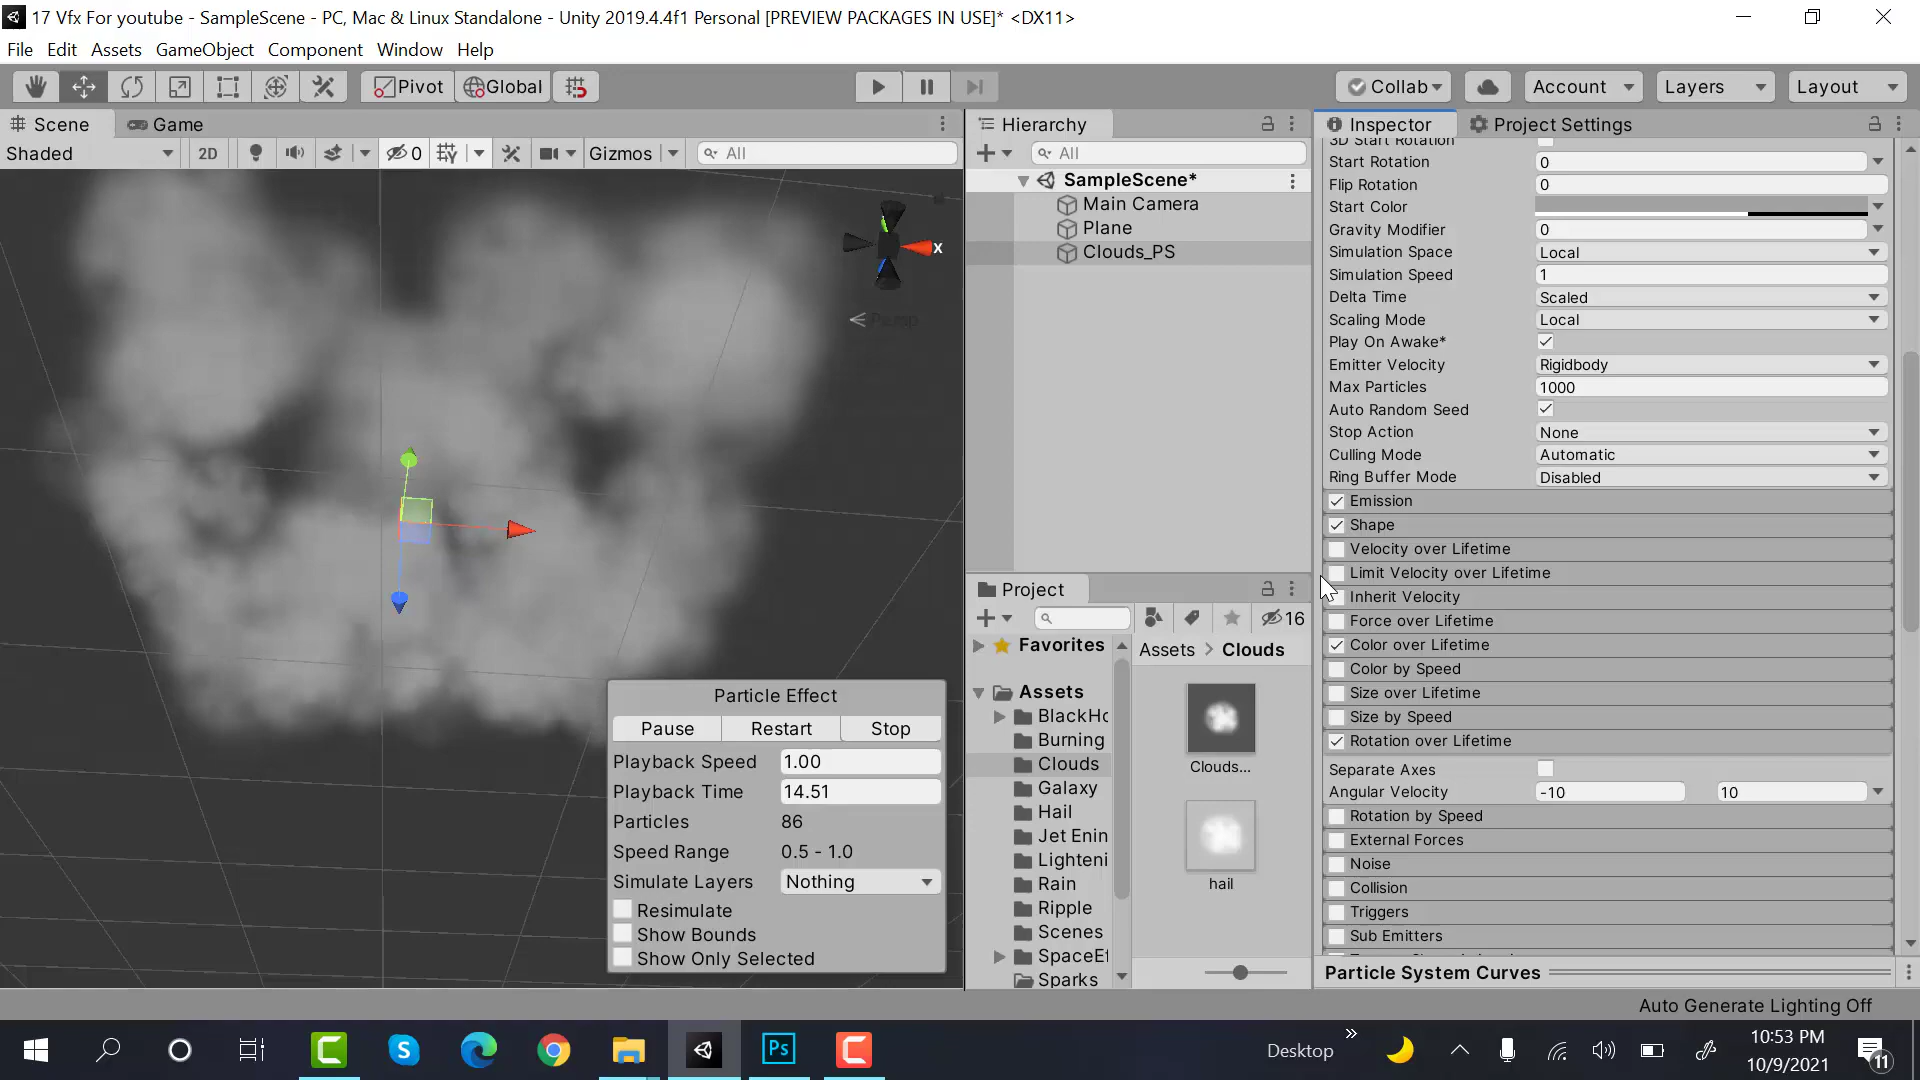 17 Vfx For youtube - SampleScene - PC, Mac & Linux Standalone - Unity 2019.4.4f1 Personal [PREVIEW PACKAGES IN USE]* <DX11>
File Edit Assets GameObject Component Window Help
Pivot Global Collab Account Layers Layout
Scene Game
Shaded 2D 0 Gizmos All
x
Hierarchy
All
SampleScene*
Main Camera
Plane
Clouds_PS
Particle Effect
Pause Restart Stop
Playback Speed 1.00
Playback Time 14.51
Particles 86
Speed Range 0.5 - 1.0
Simulate Layers Nothing
Resimulate
Show Bounds
Show Only Selected
Project
16
Favorites
Assets
Burning
Clouds
Galaxy
Hail
Jet Enin
Lighteni
Rain
Ripple
Scenes
Sparks
Assets > Clouds
Clouds...
hail
Inspector Project Settings
3D Start Rotation
Start Rotation 0
Flip Rotation 0
Start Color
Gravity Modifier 0
Simulation Space Local
Simulation Speed 1
Delta Time Scaled
Scaling Mode Local
Play On Awake*
Emitter Velocity Rigidbody
Max Particles 1000
Auto Random Seed
Stop Action None
Culling Mode Automatic
Ring Buffer Mode Disabled
Emission
Shape
Velocity over Lifetime
Limit Velocity over Lifetime
Inherit Velocity
Force over Lifetime
Color over Lifetime
Color by Speed
Size over Lifetime
Size by Speed
Rotation over Lifetime
Separate Axes
Angular Velocity -10 10
Rotation by Speed
External Forces
Noise
Collision
Triggers
Sub Emitters
Particle System Curves
Auto Generate Lighting Off
Ps
Desktop
10:53 PM
10/9/2021
11